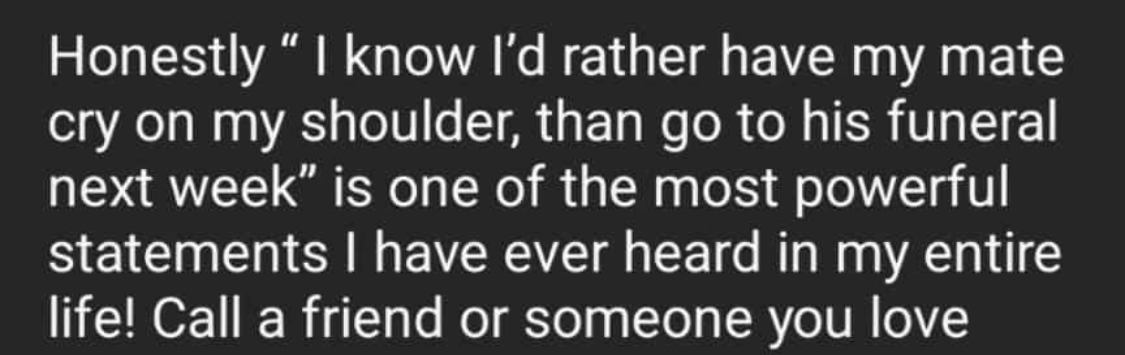 Honestly “ I know I’d rather have my mate
cry on my shoulder, than go to his funeral
next week” is one of the most powerful
statements I have ever heard in my entire
life! Call a friend or someone you love